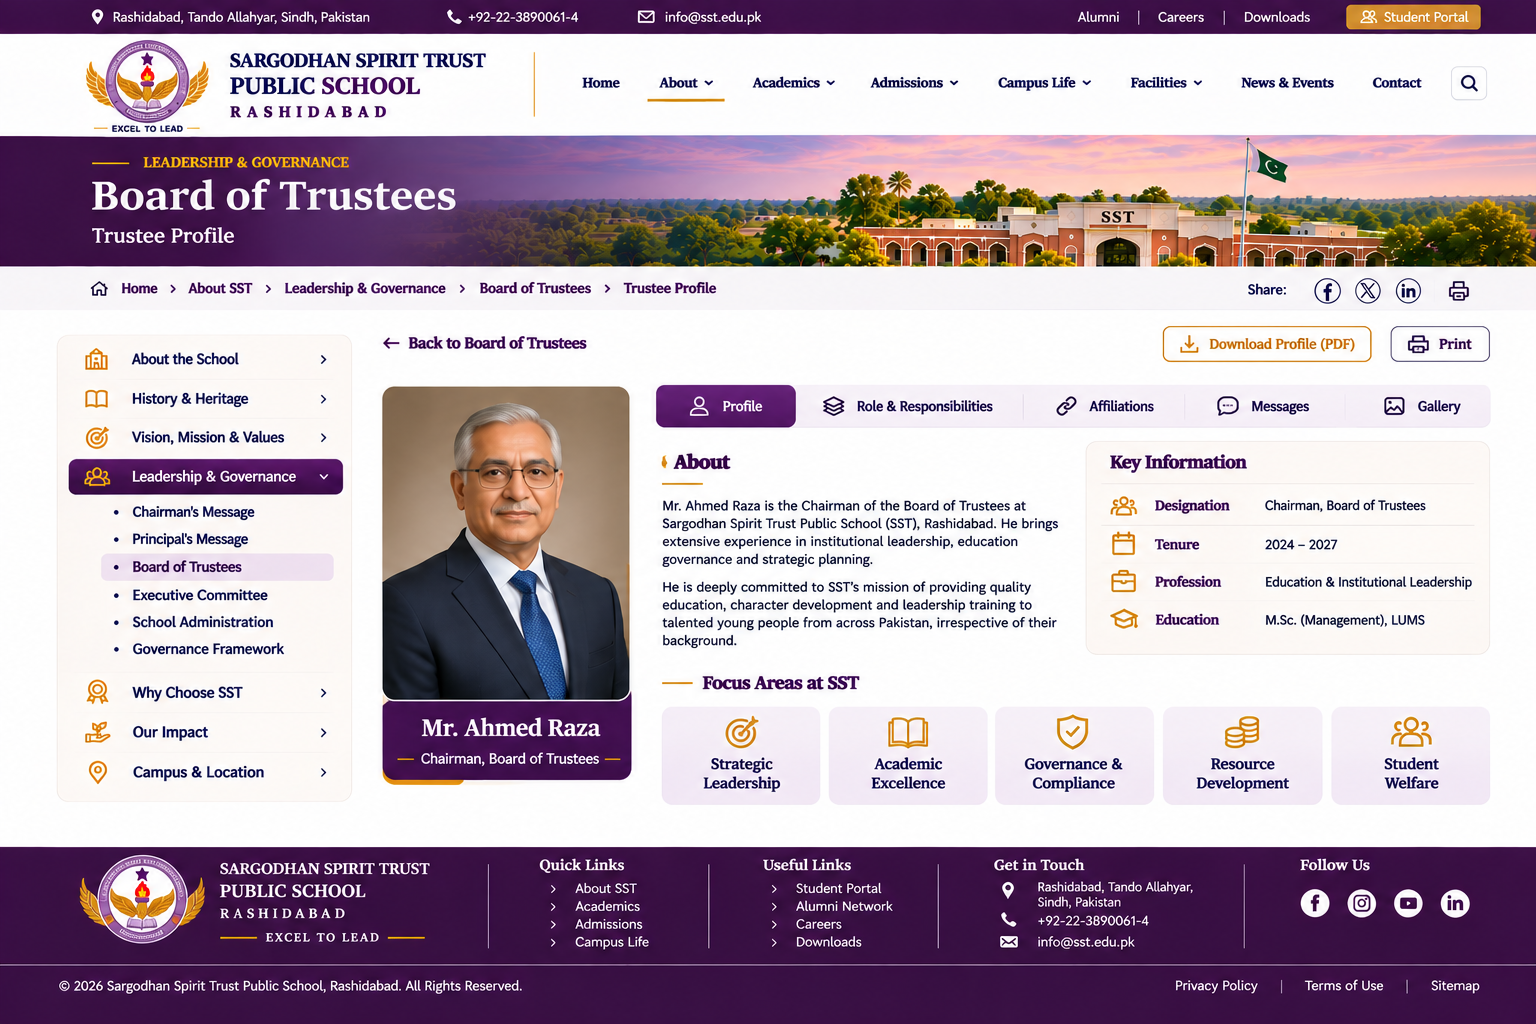 Rashidabad, Tando Allahyar, Sindh, Pakistan
+92-22-3890061-4
info@sst.edu.pk
Alumni
Careers
Downloads
Student Portal
SARGODHAN SPIRIT TRUST
PUBLIC SCHOOL
RASHIDABAD
EXCEL TO LEAD
Home
About
Academics
Admissions
Campus Life
Facilities
News & Events
Contact
LEADERSHIP & GOVERNANCE
Board of Trustees
Trustee Profile
SST
Home
About SST
Leadership & Governance
Board of Trustees
Trustee Profile
Share:
About the School
History & Heritage
Vision, Mission & Values
Leadership & Governance
• Chairman's Message
• Principal's Message
• Board of Trustees
• Executive Committee
• School Administration
• Governance Framework
Why Choose SST
Our Impact
Campus & Location
Back to Board of Trustees
Download Profile (PDF)
Print
Mr. Ahmed Raza
Chairman, Board of Trustees
Profile
Role & Responsibilities
Affiliations
Messages
Gallery
About
Mr. Ahmed Raza is the Chairman of the Board of Trustees at
Sargodhan Spirit Trust Public School (SST), Rashidabad. He brings
extensive experience in institutional leadership, education
governance and strategic planning.
He is deeply committed to SST's mission of providing quality
education, character development and leadership training to
talented young people from across Pakistan, irrespective of their
background.
Key Information
Designation Chairman, Board of Trustees
Tenure 2024 – 2027
Profession Education & Institutional Leadership
Education M.Sc. (Management), LUMS
Focus Areas at SST
Strategic
Leadership
Academic
Excellence
Governance &
Compliance
Resource
Development
Student
Welfare
SARGODHAN SPIRIT TRUST
PUBLIC SCHOOL
RASHIDABAD
EXCEL TO LEAD
Quick Links
About SST
Academics
Admissions
Campus Life
Useful Links
Student Portal
Alumni Network
Careers
Downloads
Get in Touch
Rashidabad, Tando Allahyar,
Sindh, Pakistan
+92-22-3890061-4
info@sst.edu.pk
Follow Us
© 2026 Sargodhan Spirit Trust Public School, Rashidabad. All Rights Reserved.
Privacy Policy
Terms of Use
Sitemap